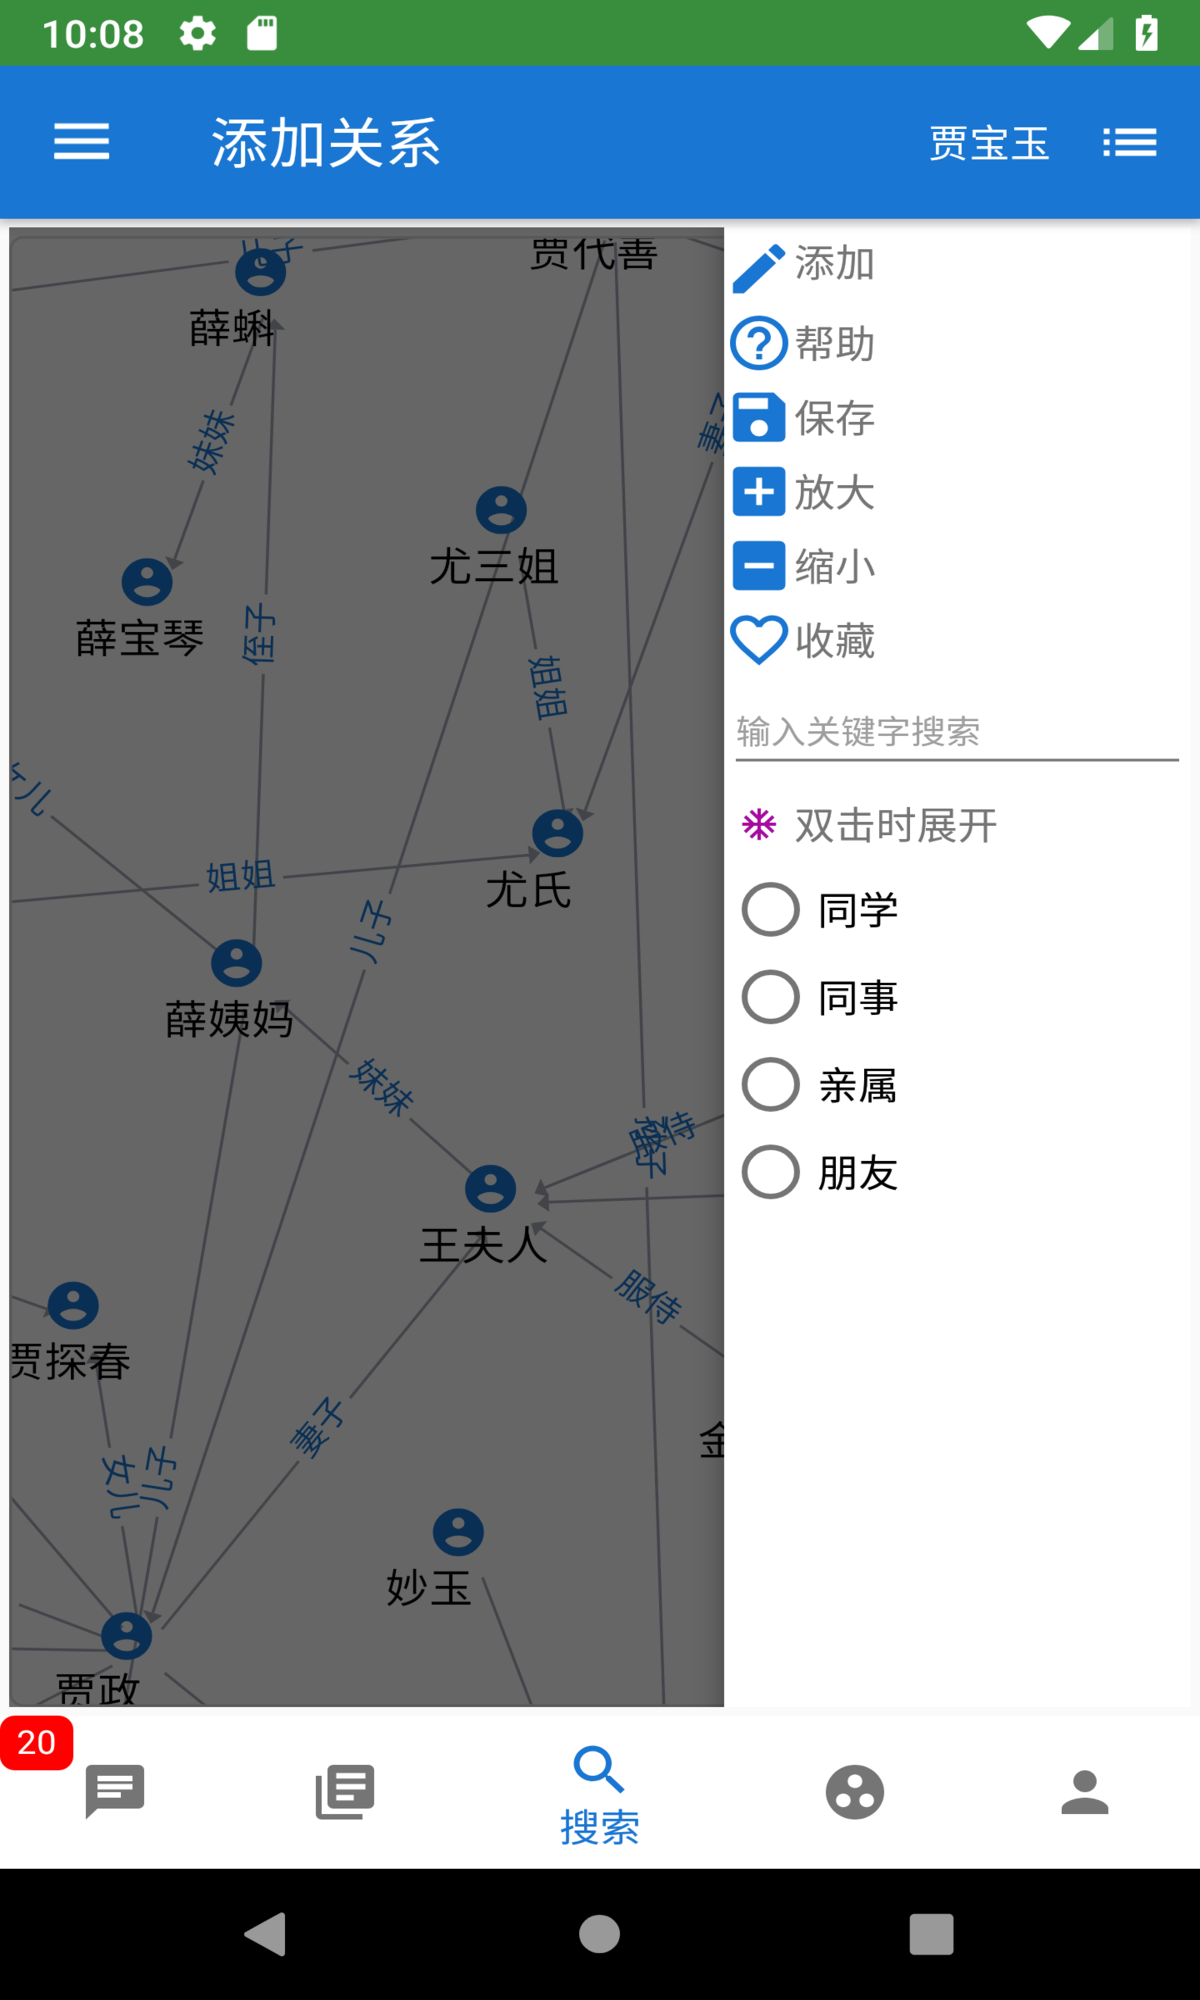 10:08
添加关系
贾宝玉
贾代善
薛蝌
妹妹
妻子
尤三姐
薛宝琴
侄子
姐姐
女儿
姐姐
尤氏
儿子
薛姨妈
妹妹
王夫人
服侍
贾探春
妻子
女儿
儿子
妙玉
贾政
添加
帮助
保存
放大
缩小
收藏
输入关键字搜索
双击时展开
同学
同事
亲属
朋友
20
搜索